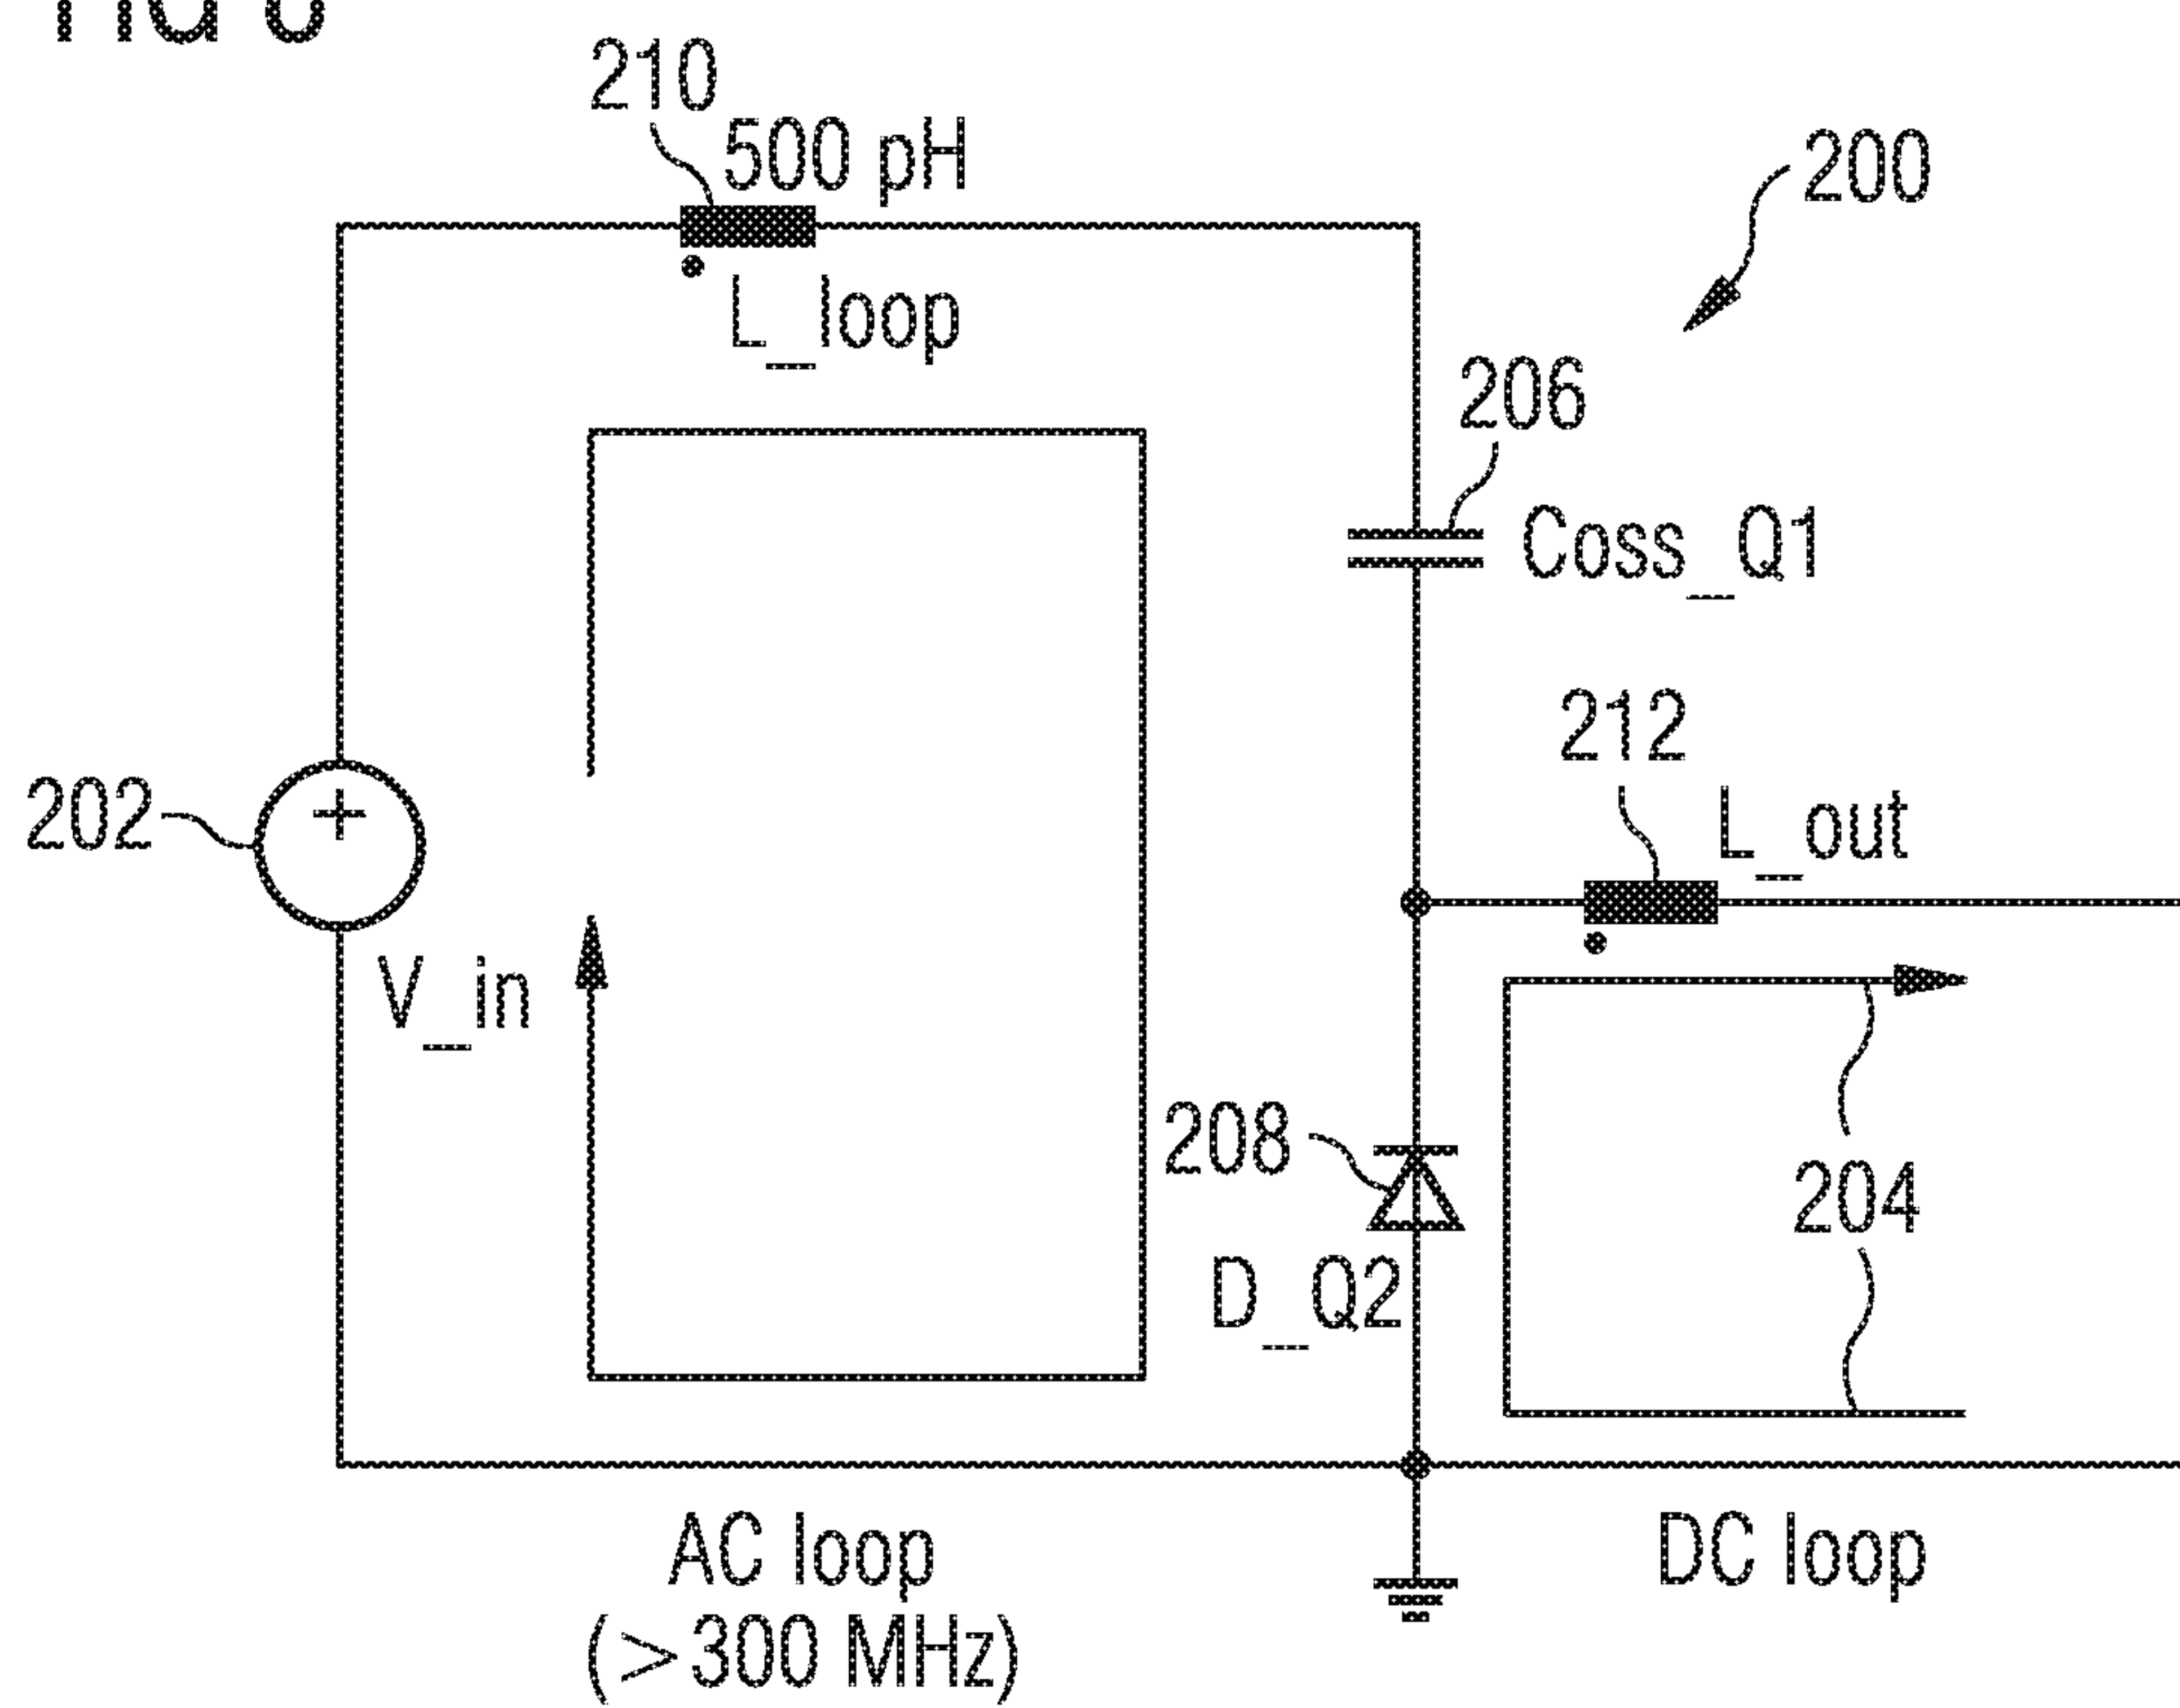 210
500 pH
200
L_loop
206
Coss_Q1
212
L_out
202
+
V_in
208
204
D_Q2
AC loop
(>300 MHz)
DC loop